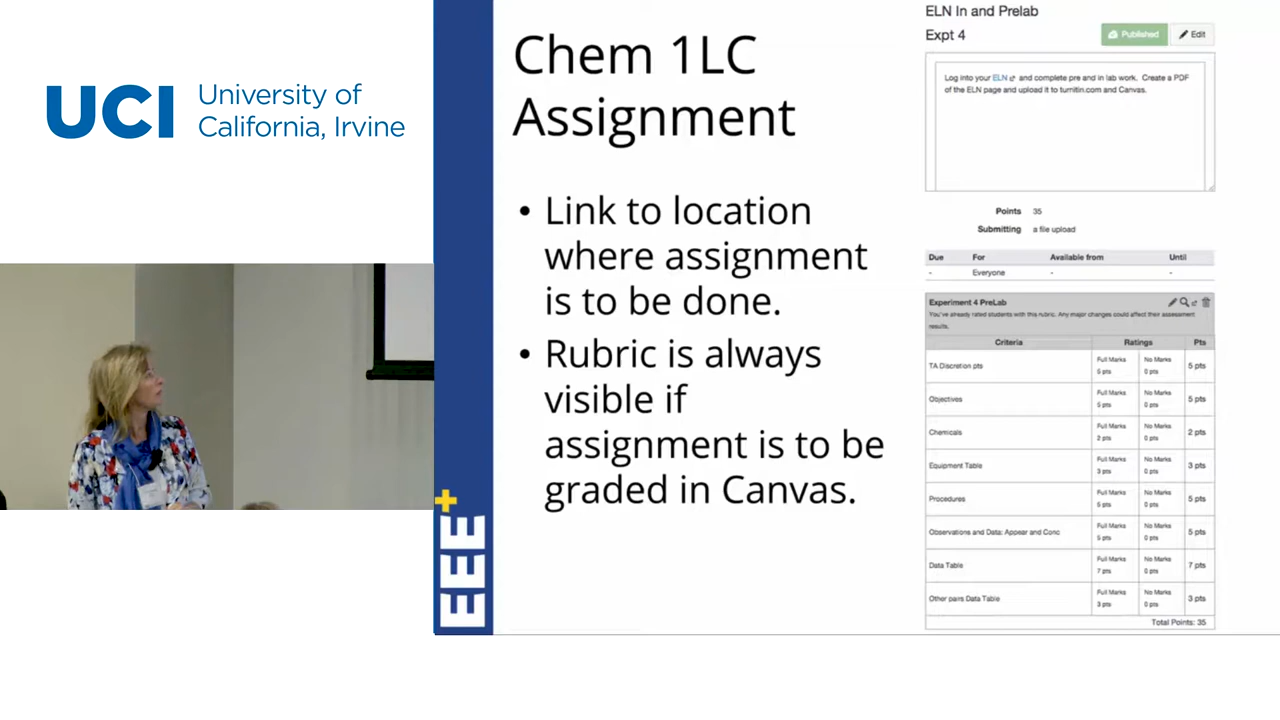 UCI
University of
California, Irvine
EEE+
Chem 1LC
Assignment
• Link to location
where assignment
is to be done.
• Rubric is always
visible if
assignment is to be
graded in Canvas.
ELN In and Prelab
Expt 4
Published
Edit
Log into your ELN and complete pre and in lab work. Create a PDF
of the ELN page and upload it to turnitin.com and Canvas.
Points 35
Submitting a file upload
Due For Available from Until
- Everyone - -
Experiment 4 PreLab
You've already rated students with this rubric. Any major changes could affect their assessment
results.
Criteria Ratings Pts
TA Discretion pts Full Marks 5 pts No Marks 0 pts 5 pts
Objectives Full Marks 5 pts No Marks 0 pts 5 pts
Chemicals Full Marks 2 pts No Marks 0 pts 2 pts
Equipment Table Full Marks 3 pts No Marks 0 pts 3 pts
Procedures Full Marks 5 pts No Marks 0 pts 5 pts
Observations and Data; Appear and Conc Full Marks 5 pts No Marks 0 pts 5 pts
Data Table Full Marks 7 pts No Marks 0 pts 7 pts
Other pairs Data Table Full Marks 3 pts No Marks 0 pts 3 pts
Total Points: 35